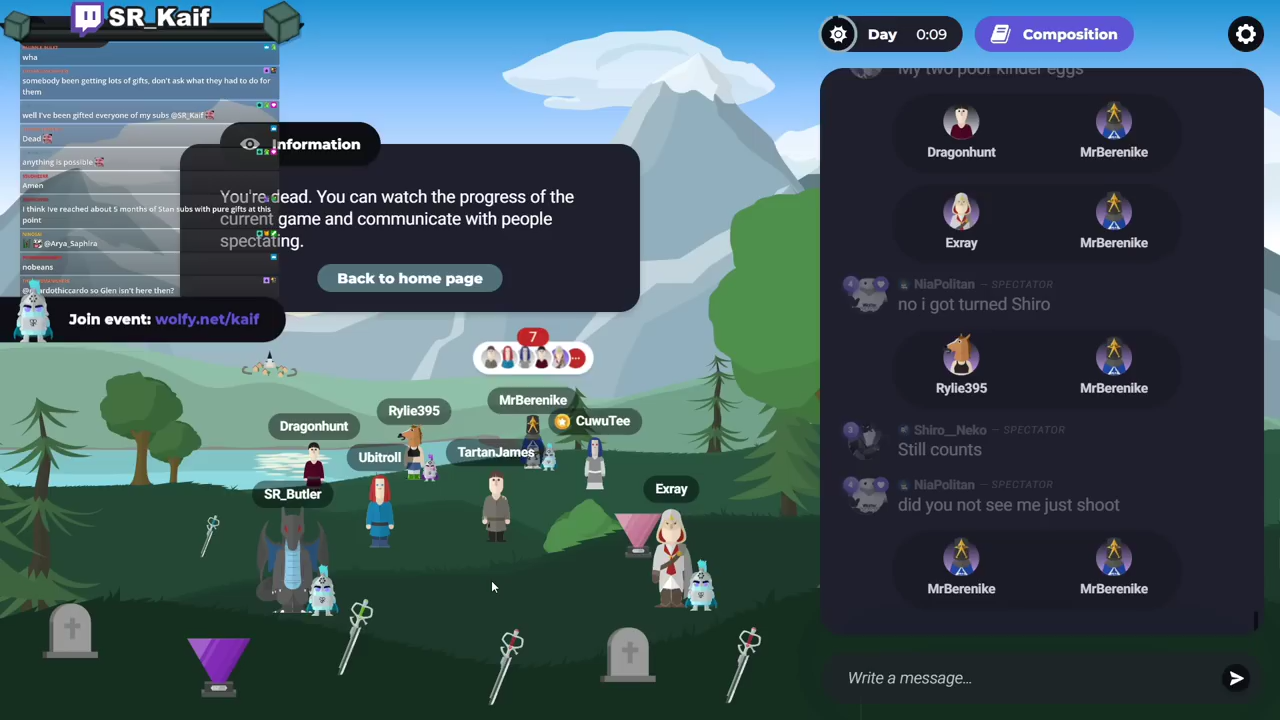 SR_Kaif
wha
somebody been getting lots of gifts, don't ask what they had to do for
them
well I've been gifted everyone of my subs @SR_Kaif
Dead
anything is possible
Amen
I think Ive reached about 5 months of Stan subs with pure gifts at this
point
@Arya_Saphira
nobeans
so Glen isn't here then?
Join event: wolfy.net/kaif
Information
You're dead. You can watch the progress of the
current game and communicate with people
spectating.
Back to home page
7
MrBerenike
Rylie395
CuwuTee
Dragonhunt
Ubitroll
TartanJames
SR_Butler
Exray
Day 0:09
Composition
My two poor kinder eggs
Dragonhunt MrBerenike
Exray MrBerenike
4 NiaPolitan — SPECTATOR
no i got turned Shiro
Rylie395 MrBerenike
3 Shiro__Neko — SPECTATOR
Still counts
4 NiaPolitan — SPECTATOR
did you not see me just shoot
MrBerenike MrBerenike
Write a message...